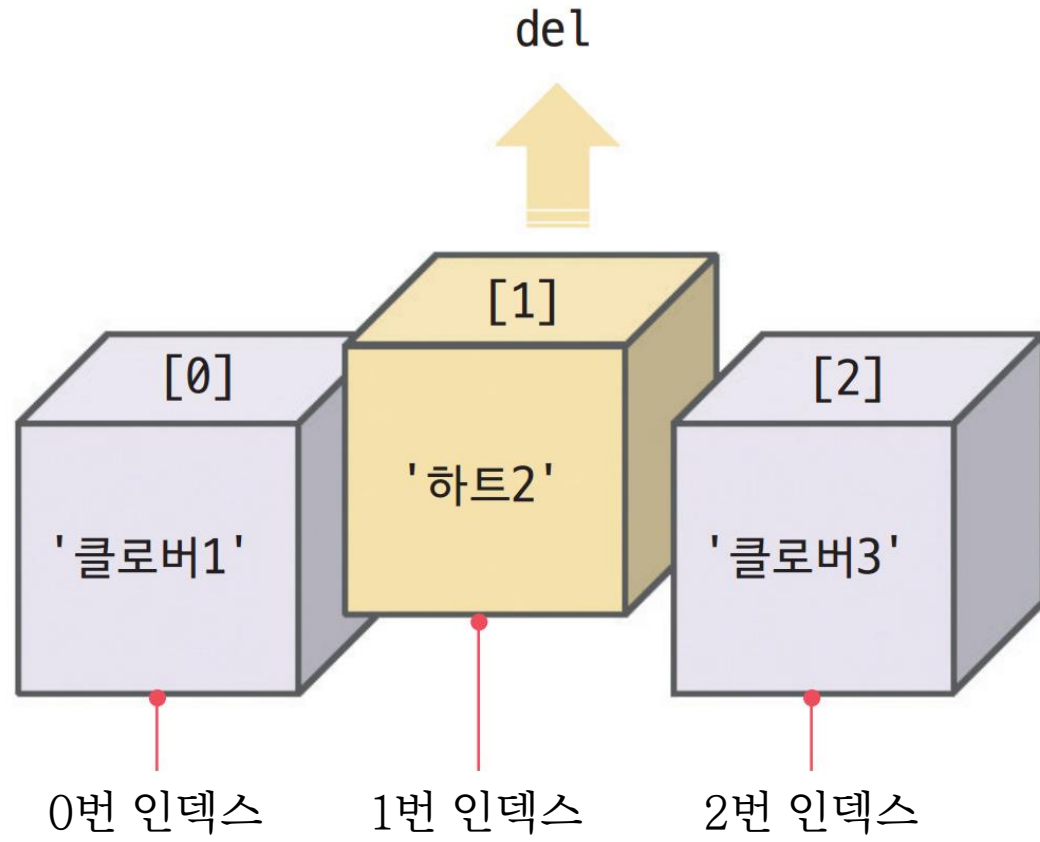 del
[0]
[1]
[2]
'클로버1'
'하트2'
'클로버3'
0번 인덱스
1번 인덱스
2번 인덱스